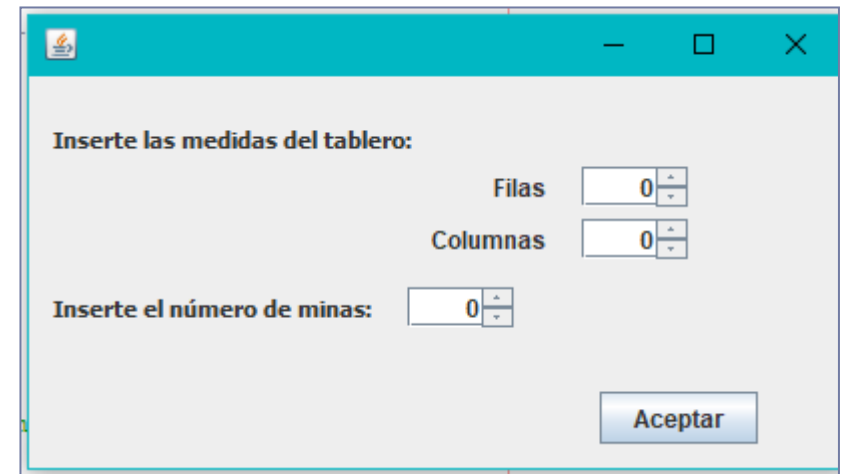 Inserte las medidas del tablero:
Filas 0
Columnas 0
Inserte el número de minas: 0
Aceptar